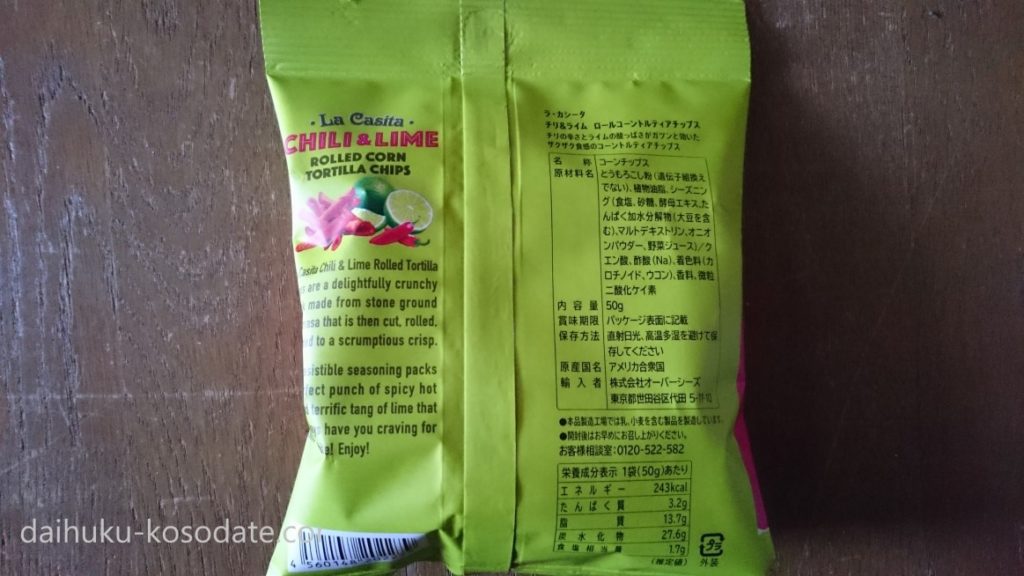 · La Casita ·
CHILI & LIME
ROLLED CORN
TORTILLA CHIPS
Casita Chili & Lime Rolled Tortilla
are a delightfully crunchy
made from stone ground
masa that is then cut, rolled,
to a scrumptious crisp.
seasoning packs
punch of spicy hot
terrific tang of lime that
have you craving for
Enjoy!
ラ・カシータ
チリ&ライム ロールコーントルティアチップス
チリの辛さとライムの酸っぱさがガツンと効いた
ザクザク食感のコーントルティアチップス
名 称 コーンチップス
原材料名 とうもろこし粉(遺伝子組換え
でない)、植物油脂、シーズニン
グ(食塩、砂糖、酵母エキス、た
んぱく加水分解物(大豆を含
む)、マルトデキストリン、オニオ
ンパウダー、野菜ジュース)/ク
エン酸、酢酸(Na)、着色料(カ
ロチノイド、ウコン)、香料、微粒
二酸化ケイ素
内 容 量 50g
賞味期限 パッケージ表面に記載
保存方法 直射日光、高温多湿を避けて保
存してください
原産国名 アメリカ合衆国
輸 入 者 株式会社オーバーシーズ
東京都世田谷区代田
●本品製造工場では乳、小麦を含む製品を製造しています。
●開封後はお早めにお召し上がりください。
お客様相談室:0120-522-582
栄養成分表示 1袋(50g)あたり
エネルギー 243kcal
たんぱく質 3.2g
脂 質 13.7g
炭水化物 27.6g
食塩相当量 1.7g
(推定値)
プラ
外装
daihuku-kosodate.com